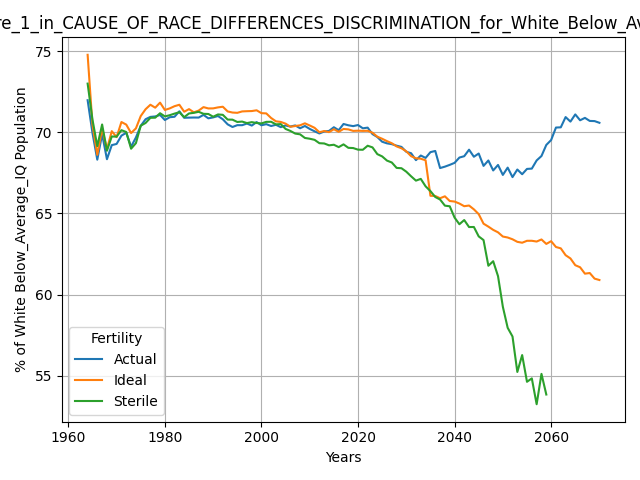 re_1_in_CAUSE_OF_RACE_DIFFERENCES_DISCRIMINATION_for_White_Below_Av
% of White Below_Average_IQ Population
75
70
65
60
55
Fertility
Actual
Ideal
Sterile
1960 1980 2000 2020 2040 2060
Years